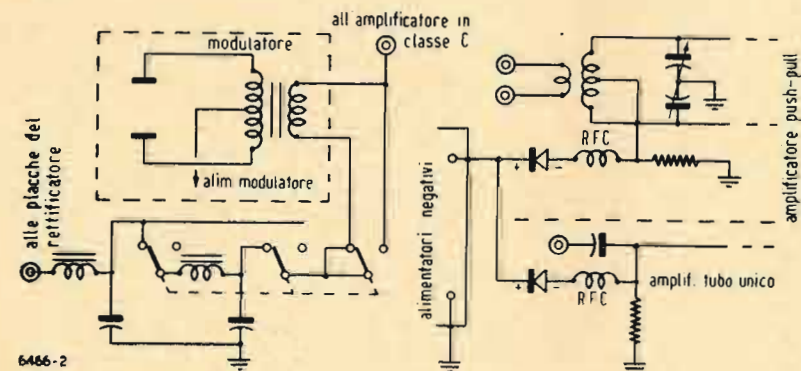 all amplificatore in
classe C
modulatore
alim modulatore
alle placche del
rettificatore
6466-2
RFC
+ -
alimentatori negativi
amplificatore push-pull
amplif. tubo unico
+ -
RFC